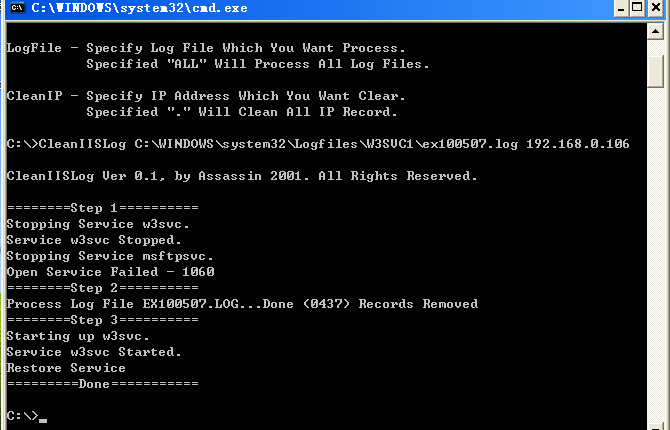 C:\WINDOWS\system32\cmd.exe
LogFile - Specify Log File Which You Want Process.
Specified "ALL" Will Process All Log Files.
CleanIP - Specify IP Address Which You Want Clear.
Specified "." Will Clean All IP Record.
C:\>CleanIISLog C:\WINDOWS\system32\Logfiles\W3SVC1\ex100507.log 192.168.0.106
CleanIISLog Ver 0.1, by Assassin 2001. All Rights Reserved.
========Step 1==========
Stopping Service w3svc.
Service w3svc Stopped.
Stopping Service msftpsvc.
Open Service Failed - 1060
========Step 2==========
Process Log File EX100507.LOG...Done (0437) Records Removed
========Step 3==========
Starting up w3svc.
Service w3svc Started.
Restore Service
=========Done===========
C:\>_